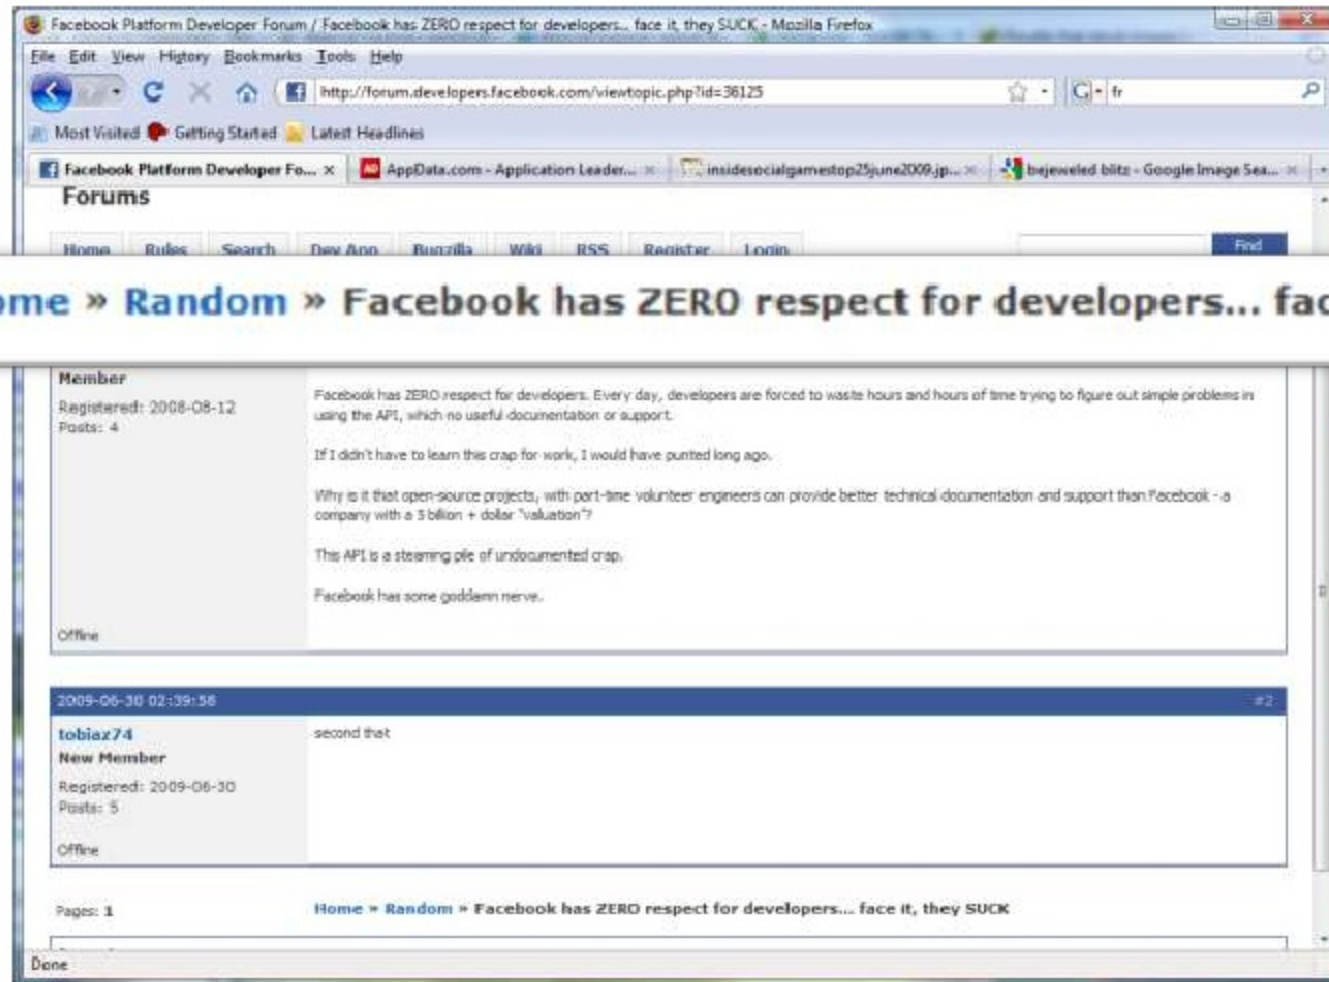 Facebook Platform Developer Forum / Facebook has ZERO respect for developers... face it, they SUCK - Mozilla Firefox
File Edit View History Bookmarks Tools Help
http://forum.developers.facebook.com/viewtopic.php?id=36125 G fr
Most Visited Getting Started Latest Headlines
Facebook Platform Developer Fo... AppData.com - Application Leader... insidesocialgamestop25june2009.jp... bejeweled blitz - Google Image Sea...
Forums
Home Rules Search Dev App Bugzilla Wiki RSS Register Login Find
ome » Random » Facebook has ZERO respect for developers... fac
Member
Registered: 2008-08-12
Posts: 4
Facebook has ZERO respect for developers. Every day, developers are forced to waste hours and hours of time trying to figure out simple problems in
using the API, which no useful documentation or support.
If I didn't have to learn this crap for work, I would have punted long ago.
Why is it that open-source projects, with part-time volunteer engineers can provide better technical documentation and support than Facebook - a
company with a 3 billion + dollar "valuation"?
This API is a steaming pile of undocumented crap.
Facebook has some goddamn nerve..
Offline
2009-06-30 02:39:56 #2
tobiax74
New Member
Registered: 2009-06-30
Posts: 5
second that
Offline
Pages: 1
Home » Random » Facebook has ZERO respect for developers... face it, they SUCK
Done